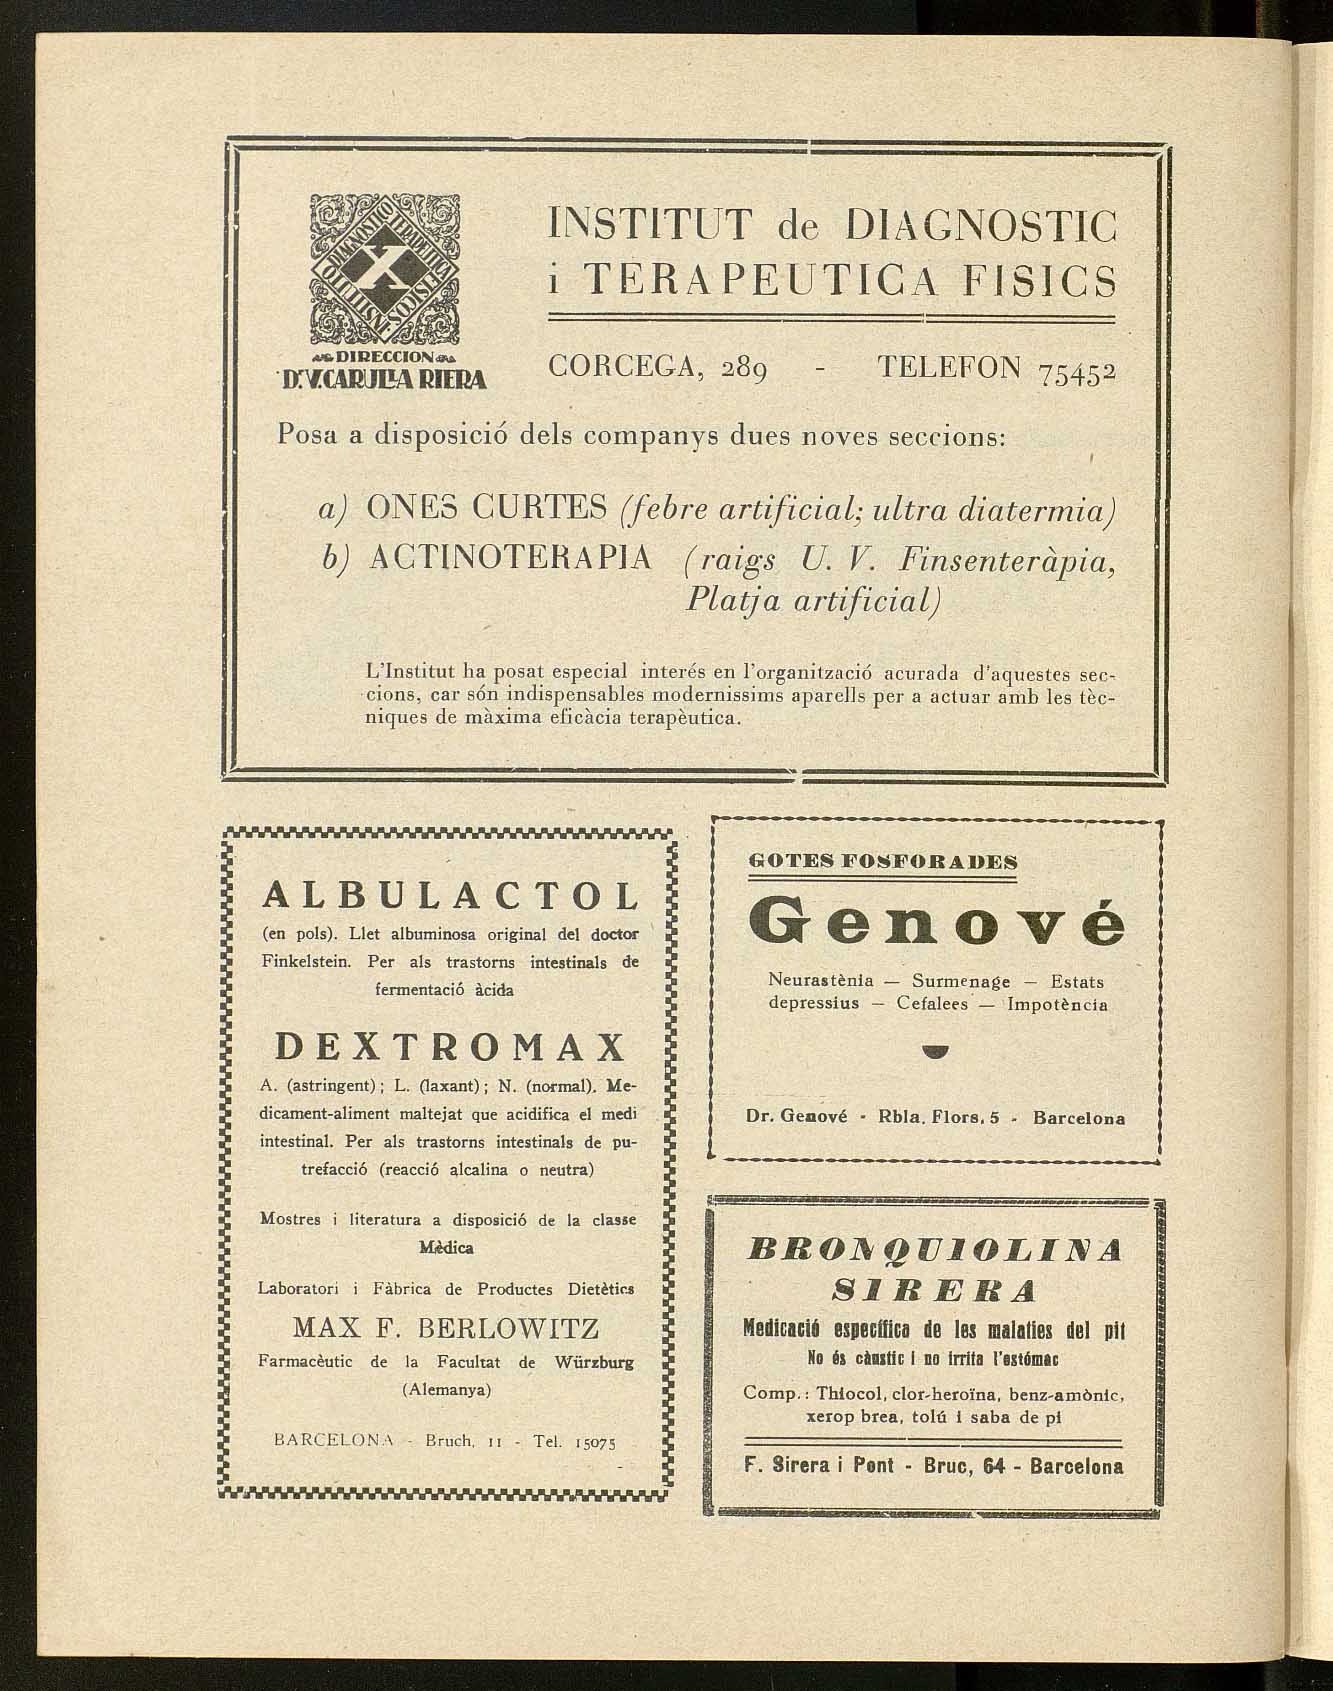 DIAGNOSTICO
TERAPEUTICA
FISICOS
INSTITUTO
X
DIRECCION
Dr. V. CARULLA RIERA
INSTITUT de DIAGNOSTIC
i TERAPEUTICA FISICS
CORCEGA, 289 - TELEFON 75452
Posa a disposició dels companys dues noves seccions:
a) ONES CURTES (febre artificial; ultra diatermia)
b) ACTINOTERAPIA (raigs U. V. Finsenteràpia,
Platja artificial)
L'Institut ha posat especial interés en l'organització acurada d'aquestes sec-
cions, car són indispensables modernissims aparells per a actuar amb les tèc-
niques de màxima eficàcia terapèutica.
ALBULACTOL
(en pols). Llet albuminosa original del doctor
Finkelstein. Per als trastorns intestinals de
fermentació àcida
DEXTROMAX
A. (astringent); L. (laxant); N. (normal). Me-
dicament-aliment maltejat que acidifica el medi
intestinal. Per als trastorns intestinals de pu-
trefacció (reacció alcalina o neutra)
Mostres i literatura a disposició de la classe
Mèdica
Laboratori i Fàbrica de Productes Dietètics
MAX F. BERLOWITZ
Farmacèutic de la Facultat de Würzburg
(Alemanya)
BARCELONA - Bruch, 11 - Tel. 15075
GOTES FOSFORADES
Genové
Neurastènia — Surmenage — Estats
depressius — Cefalees — Impotència
Dr. Genové - Rbla. Flors, 5 - Barcelona
BRONQUIOLINA
SIRERA
Medicació específica de les malaties del pit
No és càustic i no irrita l'estómac
Comp.: Thiocol, clor-heroïna, benz-amònic,
xerop brea, tolú i saba de pi
F. Sirera i Pont - Bruc, 64 - Barcelona